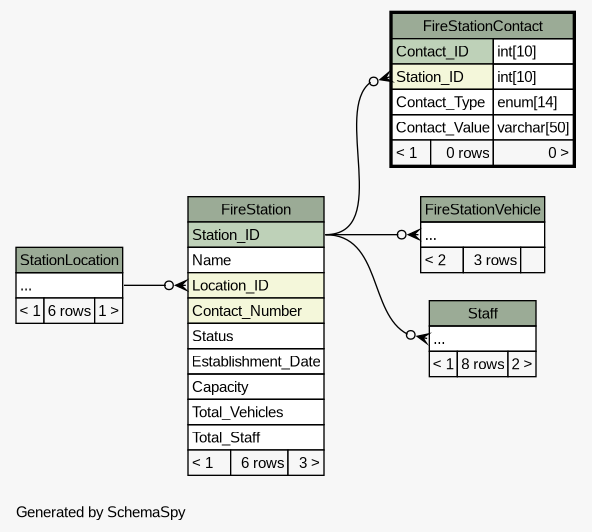 FireStationContact
Contact_ID int[10]
Station_ID int[10]
Contact_Type enum[14]
Contact_Value varchar[50]
< 1 0 rows 0 >
FireStation
Station_ID
Name
Location_ID
Contact_Number
Status
Establishment_Date
Capacity
Total_Vehicles
Total_Staff
< 1 6 rows 3 >
FireStationVehicle
...
< 2 3 rows
StationLocation
...
< 1 6 rows 1 >
Staff
...
< 1 8 rows 2 >
Generated by SchemaSpy